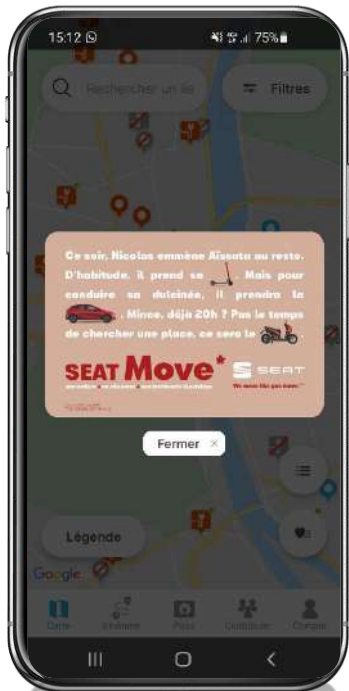 15:12
75%
Rechercher un lie
Filtres
Ce soir, Nicolas emmène Aïssata au resto.
D'habitude, il prend sa . Mais pour
conduire sa dulcinée, il prendra la
. Mince, déjà 20h ? Pas le temps
de chercher une place, ce sera le .
SEAT Move*
SEAT
Fermer ×
Légende
Google
Carte
Itinéraire
Pass
Contribuer
Compte